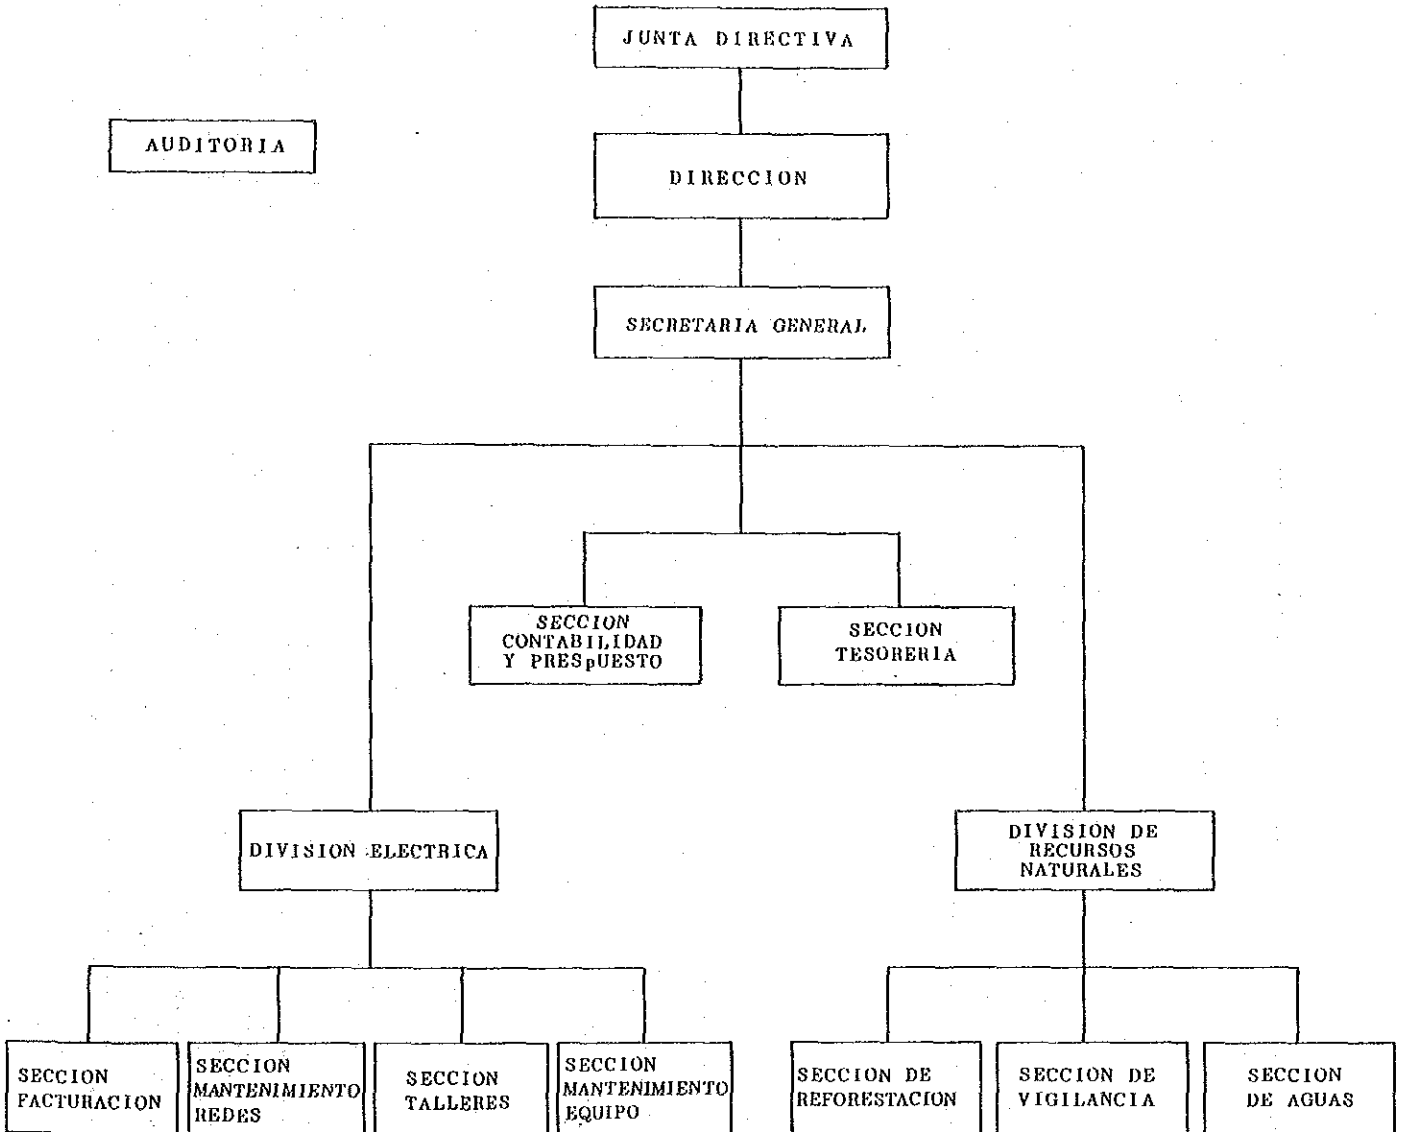 JUNTA DIRECTIVA
AUDITORIA
DIRECCION
SECRETARIA GENERAL
SECCION
CONTABILIDAD
Y PRESpUESTO
SECCION
TESORERIA
DIVISION ELECTRICA
DIVISION DE
RECURSOS
NATURALES
SECCION
FACTURACION
SECCION
MANTENIMIENTO
REDES
SECCION
TALLERES
SECCION
MANTENIMIENTO
EQUIPO
SECCION DE
REFORESTACION
SECCION DE
VIGILANCIA
SECCION
DE AGUAS